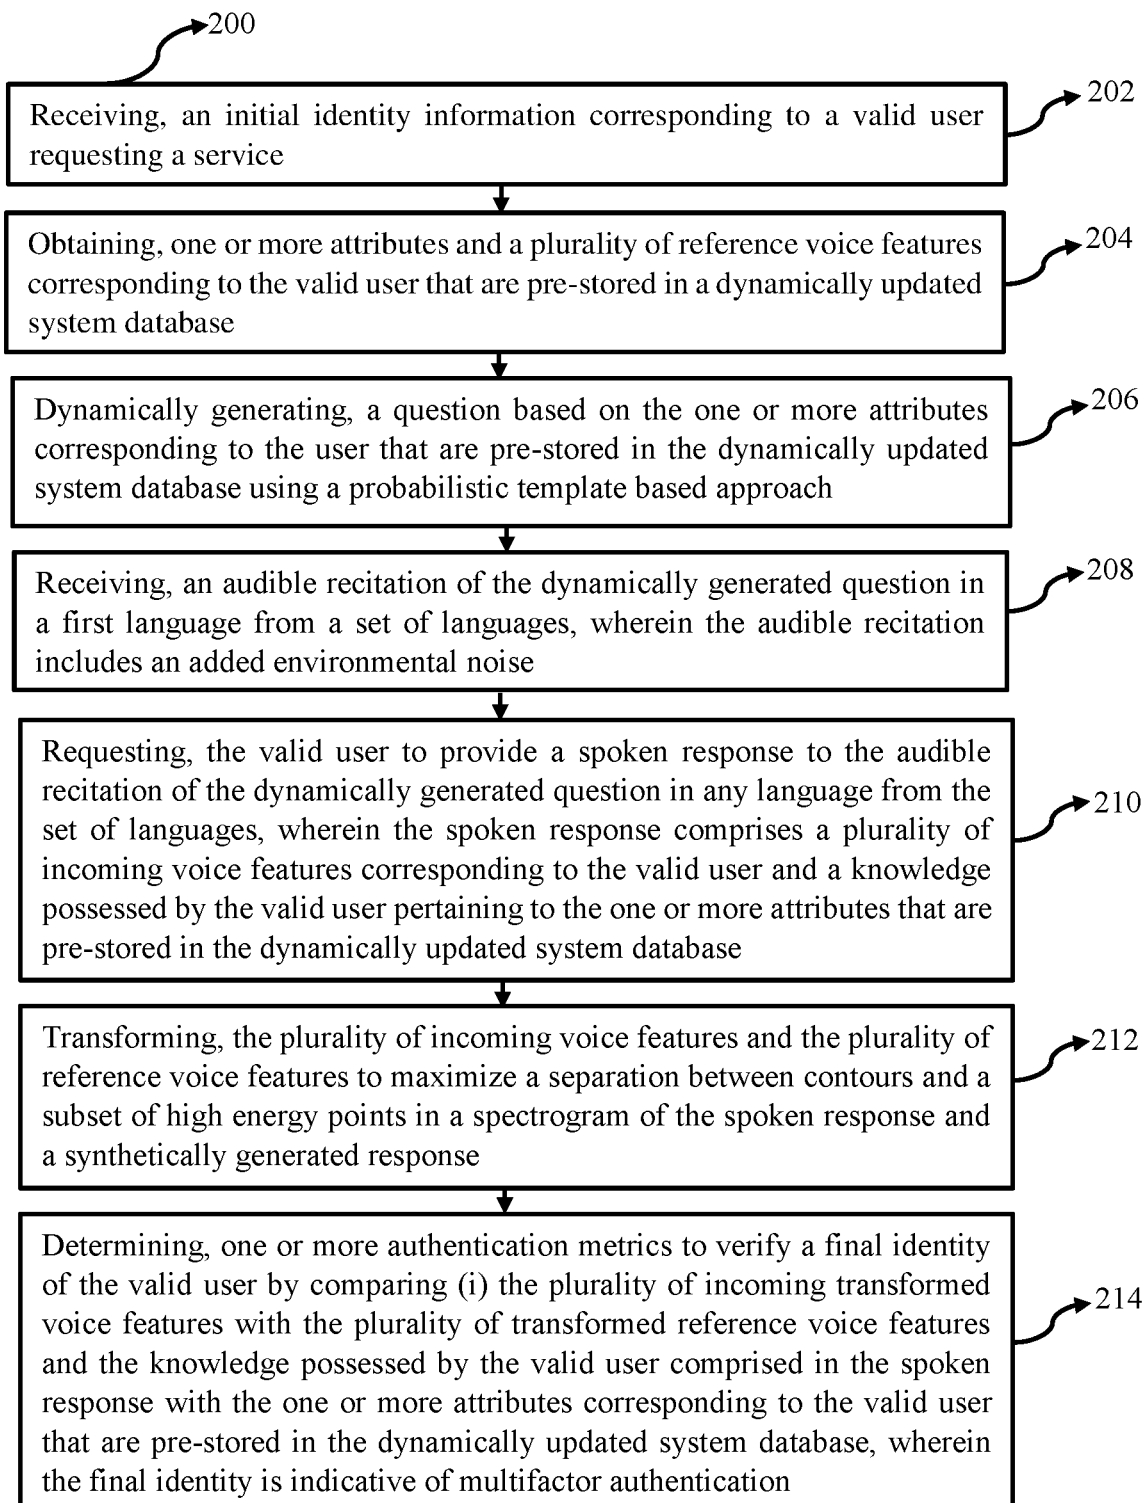 200
202
Receiving, an initial identity information corresponding to a valid user
requesting a service
204
Obtaining, one or more attributes and a plurality of reference voice features
corresponding to the valid user that are pre-stored in a dynamically updated
system database
206
Dynamically generating, a question based on the one or more attributes
corresponding to the user that are pre-stored in the dynamically updated
system database using a probabilistic template based approach
208
Receiving, an audible recitation of the dynamically generated question in
a first language from a set of languages, wherein the audible recitation
includes an added environmental noise
210
Requesting, the valid user to provide a spoken response to the audible
recitation of the dynamically generated question in any language from the
set of languages, wherein the spoken response comprises a plurality of
incoming voice features corresponding to the valid user and a knowledge
possessed by the valid user pertaining to the one or more attributes that are
pre-stored in the dynamically updated system database
212
Transforming, the plurality of incoming voice features and the plurality of
reference voice features to maximize a separation between contours and a
subset of high energy points in a spectrogram of the spoken response and
a synthetically generated response
214
Determining, one or more authentication metrics to verify a final identity
of the valid user by comparing (i) the plurality of incoming transformed
voice features with the plurality of transformed reference voice features
and the knowledge possessed by the valid user comprised in the spoken
response with the one or more attributes corresponding to the valid user
that are pre-stored in the dynamically updated system database, wherein
the final identity is indicative of multifactor authentication